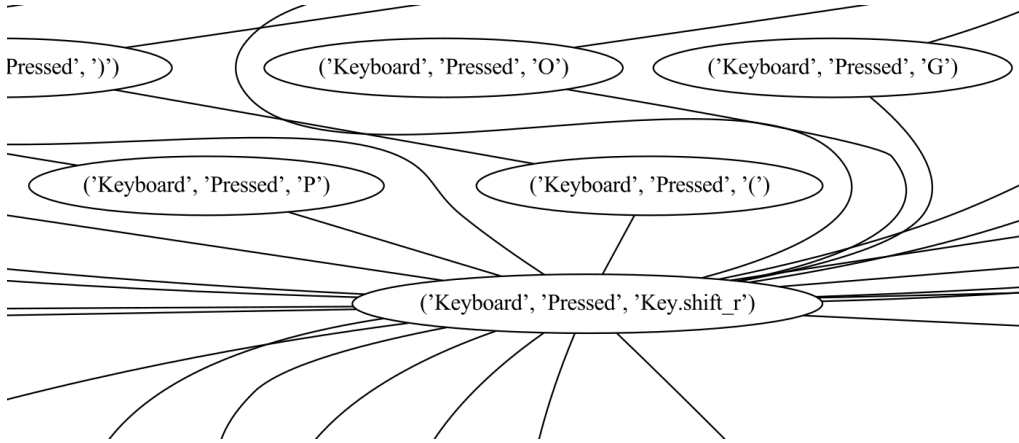 Pressed’, ’)’)
(’Keyboard’, ’Pressed’, ’O’)
(’Keyboard’, ’Pressed’, ’G’)
(’Keyboard’, ’Pressed’, ’P’)
(’Keyboard’, ’Pressed’, ’(’)
(’Keyboard’, ’Pressed’, ’Key.shift_r’)